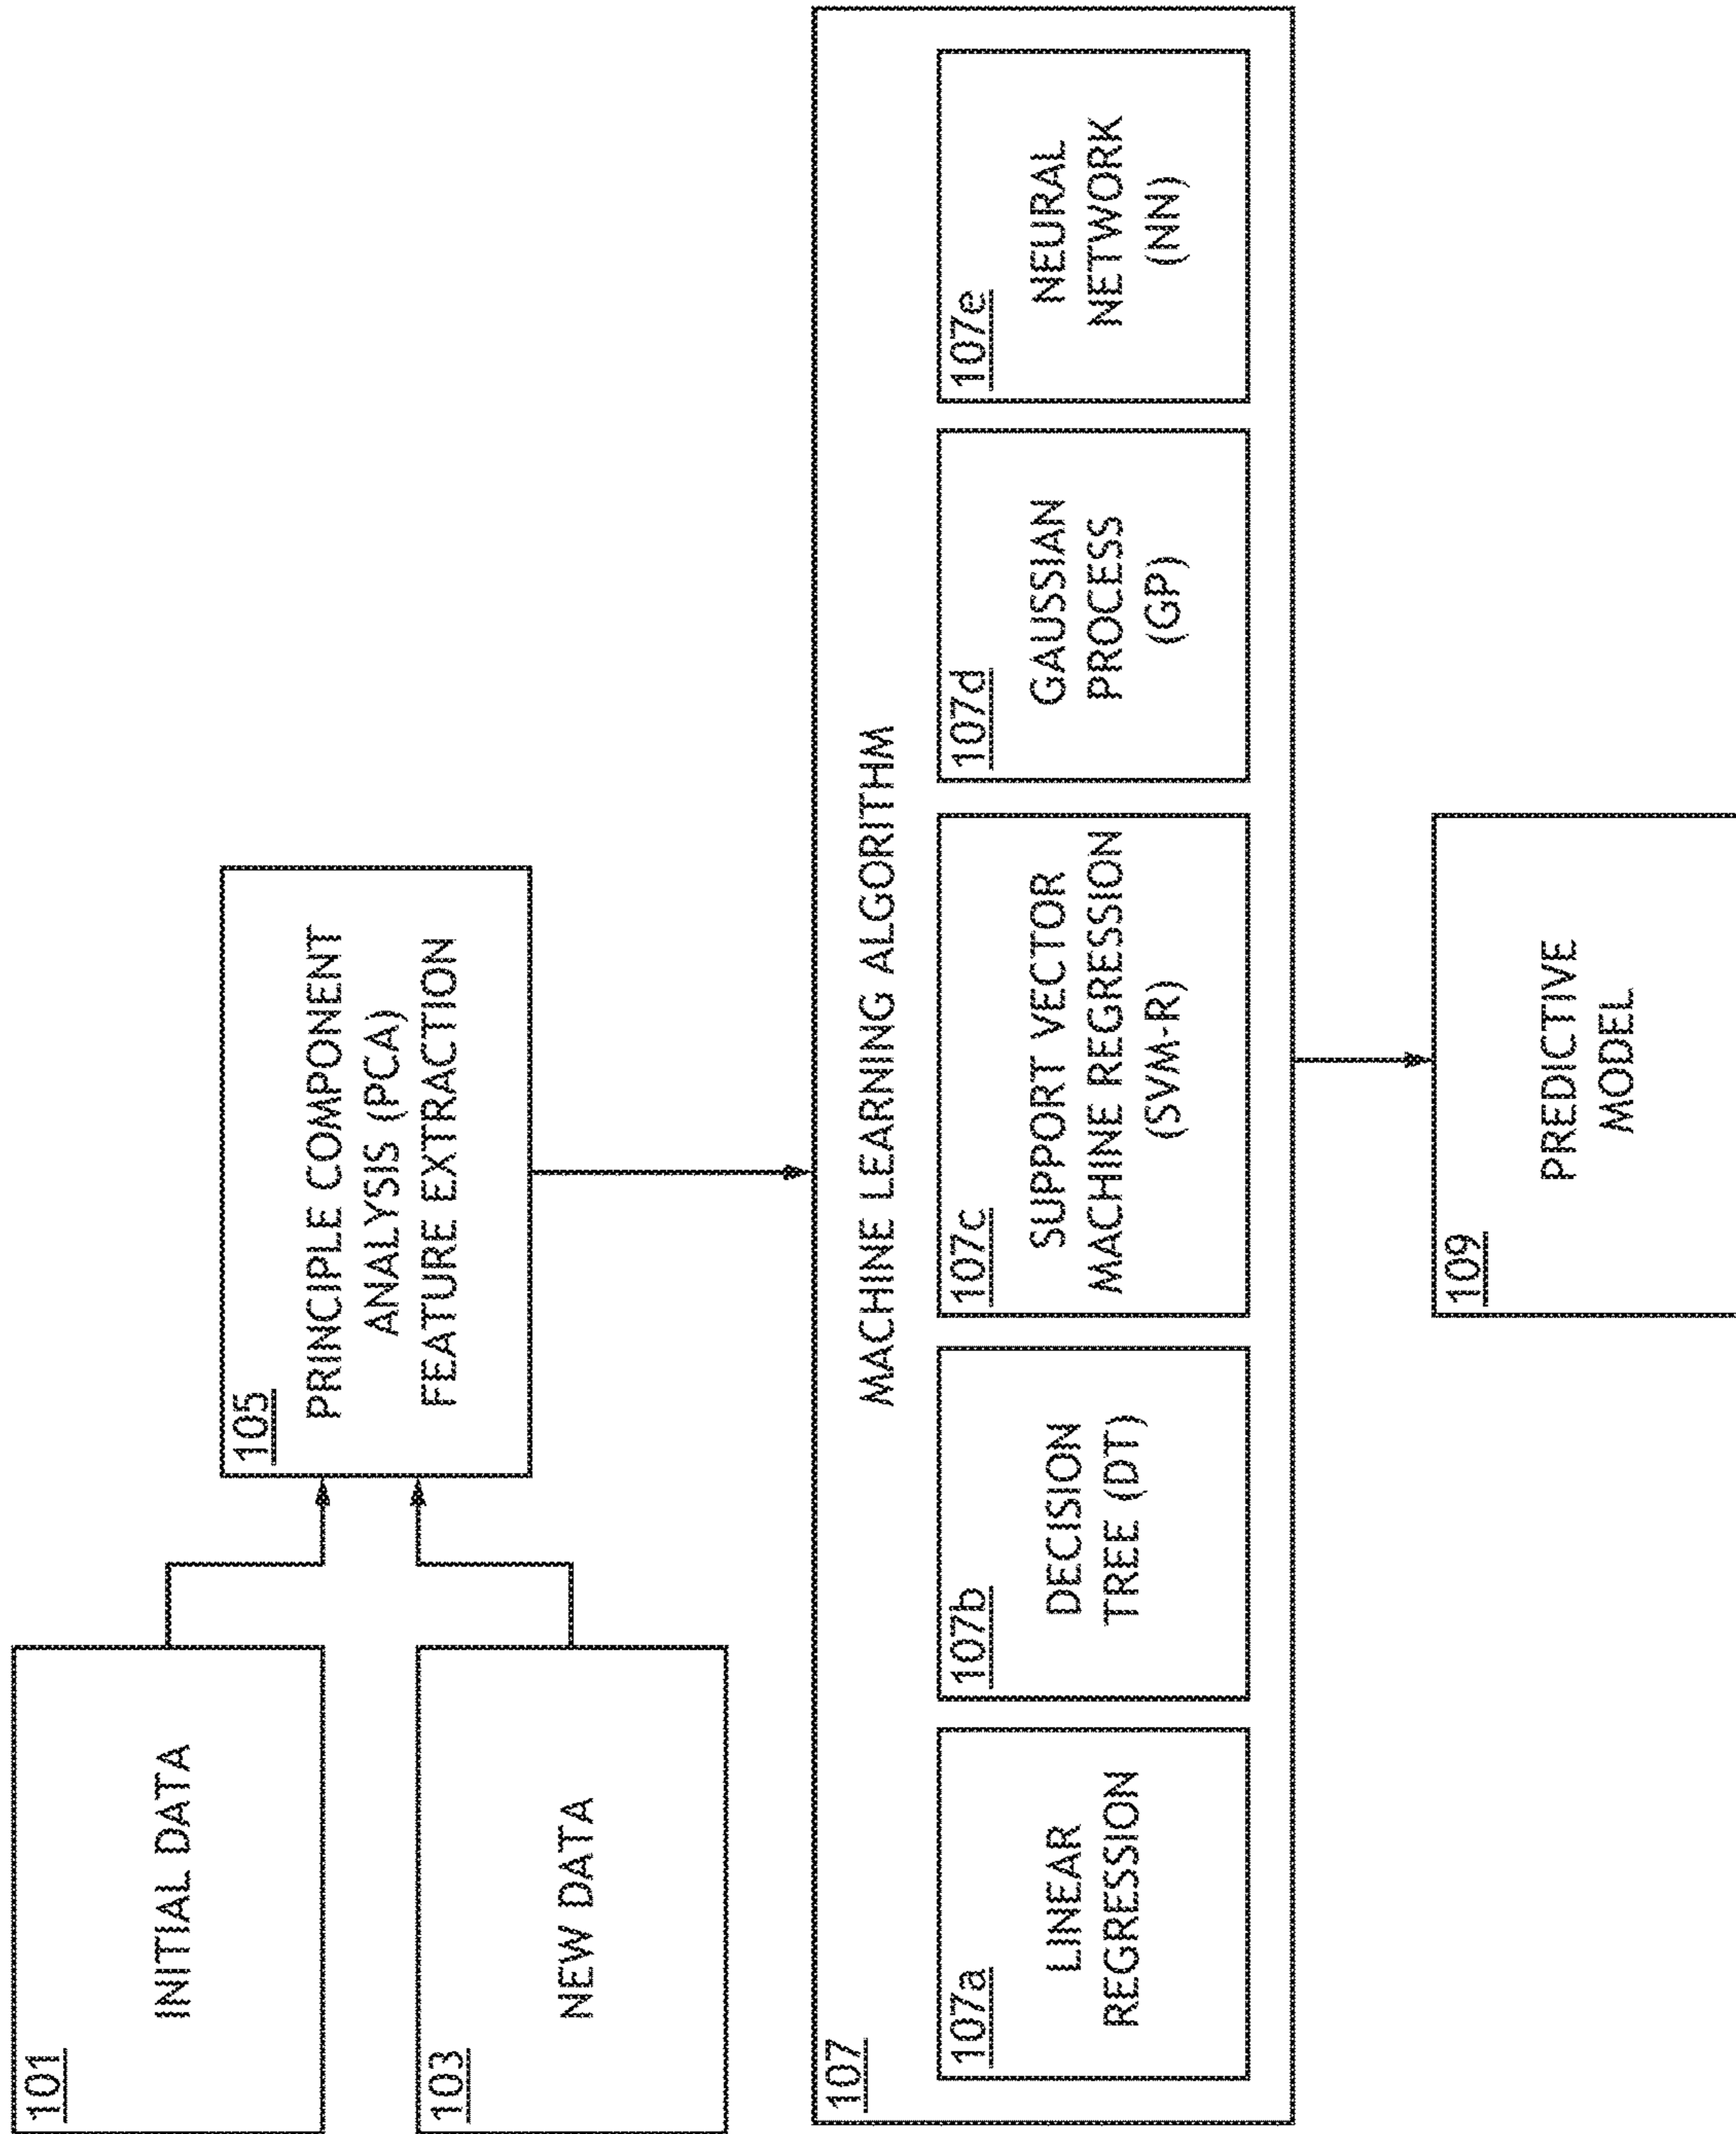 101
INITIAL DATA
103
NEW DATA
105
PRINCIPLE COMPONENT
ANALYSIS (PCA)
FEATURE EXTRACTION
107
MACHINE LEARNING ALGORITHM
107a
LINEAR
REGRESSION
107b
DECISION
TREE (DT)
107c
SUPPORT VECTOR
MACHINE REGRESSION
(SVM-R)
107d
GAUSSIAN
PROCESS
(GP)
107e
NEURAL
NETWORK
(NN)
109
PREDICTIVE
MODEL